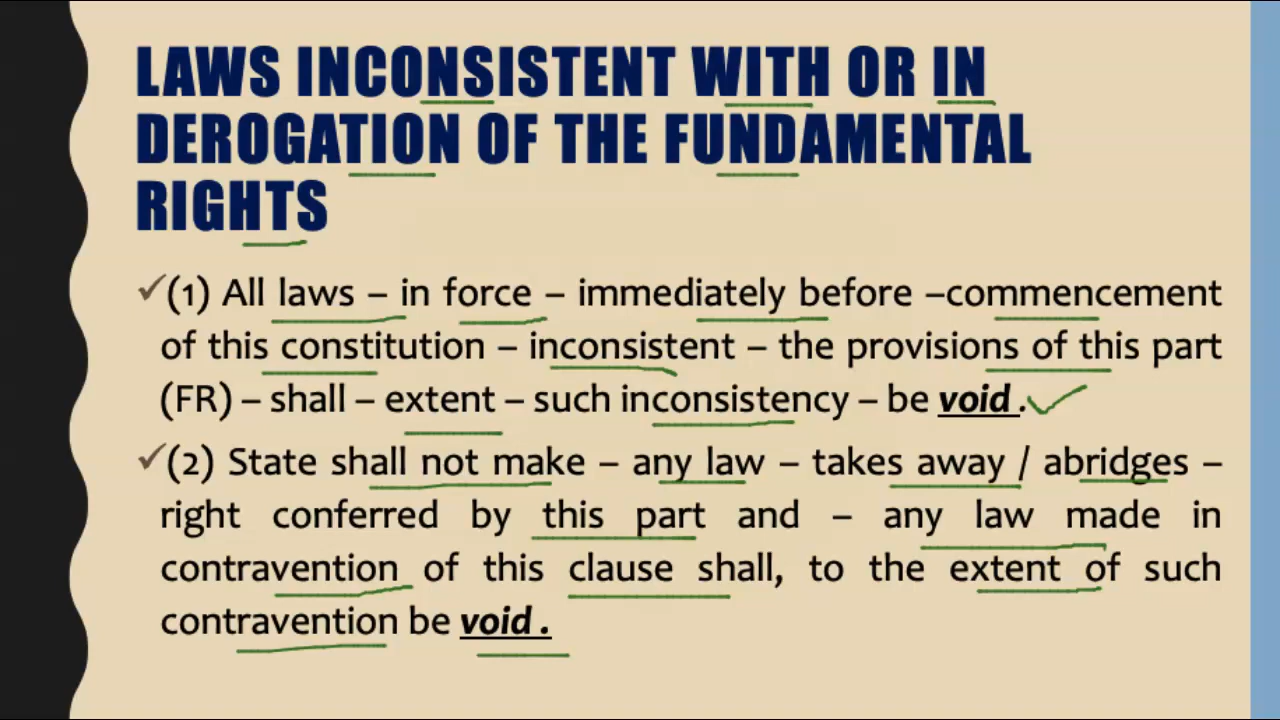 LAWS INCONSISTENT WITH OR IN
DEROGATION OF THE FUNDAMENTAL
RIGHTS
✓(1) All laws – in force – immediately before –commencement
of this constitution – inconsistent – the provisions of this part
(FR) – shall – extent – such inconsistency – be void .
✓(2) State shall not make – any law – takes away / abridges –
right conferred by this part and – any law made in
contravention of this clause shall, to the extent of such
contravention be void .